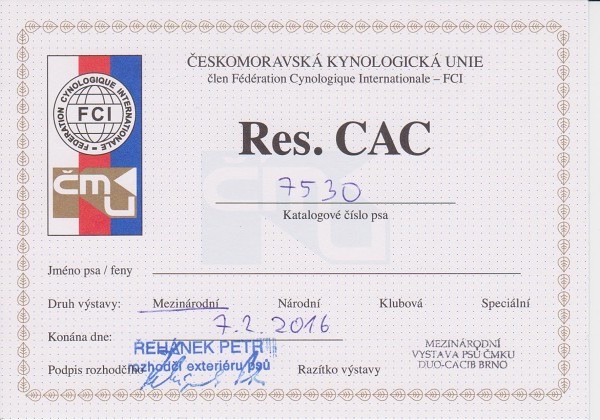 ČESKOMORAVSKÁ KYNOLOGICKÁ UNIE
člen Fédération Cynologique Internationale – FCI
FEDERATION CYNOLOGIQUE INTERNATIONALE
FCI
ČMKU
Res. CAC
7530
Katalogové číslo psa
Jméno psa / feny
Druh výstavy: Mezinárodní Národní Klubová Speciální
Konána dne: 7.2.2016
ŘEHÁNEK PETR
rozhodčí exteriéru psů
Podpis rozhodčího: Razítko výstavy
MEZINÁRODNÍ
VÝSTAVA PSŮ ČMKU
DUO-CACIB BRNO